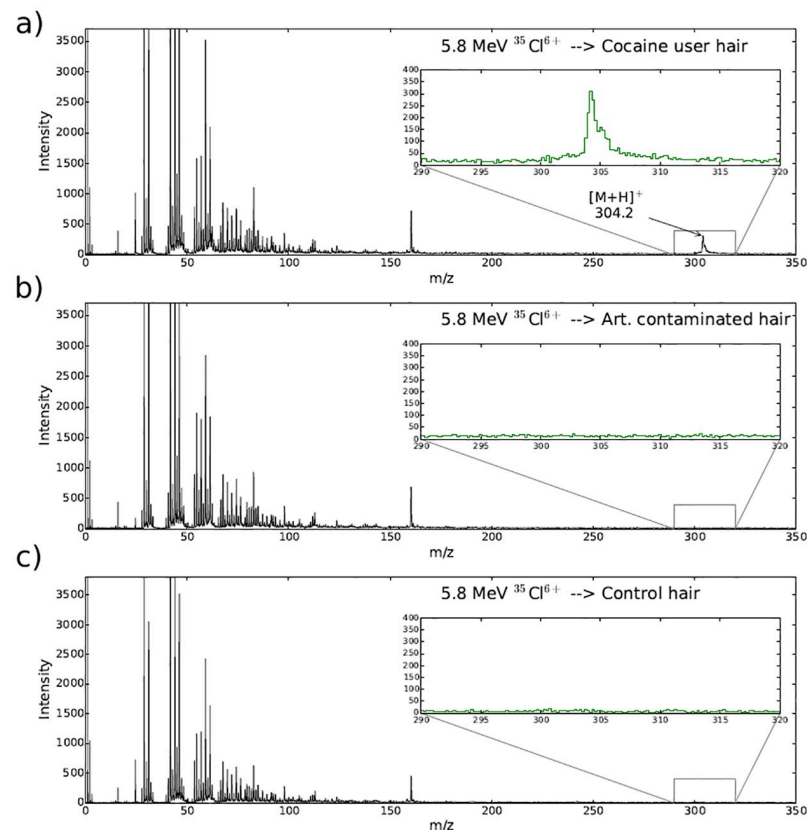 a)
5.8 MeV ³⁵Cl⁶⁺ --> Cocaine user hair
3500
3000
2500
2000
1500
1000
500
0
Intensity
400
350
300
250
200
150
100
50
0
290 295 300 305 310 315 320
[M+H]⁺
304.2
0 50 100 150 200 250 300 350
m/z
b)
5.8 MeV ³⁵Cl⁶⁺ --> Art. contaminated hair
3500
3000
2500
2000
1500
1000
500
0
Intensity
400
350
300
250
200
150
100
50
0
290 295 300 305 310 315 320
0 50 100 150 200 250 300 350
m/z
c)
5.8 MeV ³⁵Cl⁶⁺ --> Control hair
3500
3000
2500
2000
1500
1000
500
0
Intensity
400
350
300
250
200
150
100
50
0
290 295 300 305 310 315 320
0 50 100 150 200 250 300 350
m/z